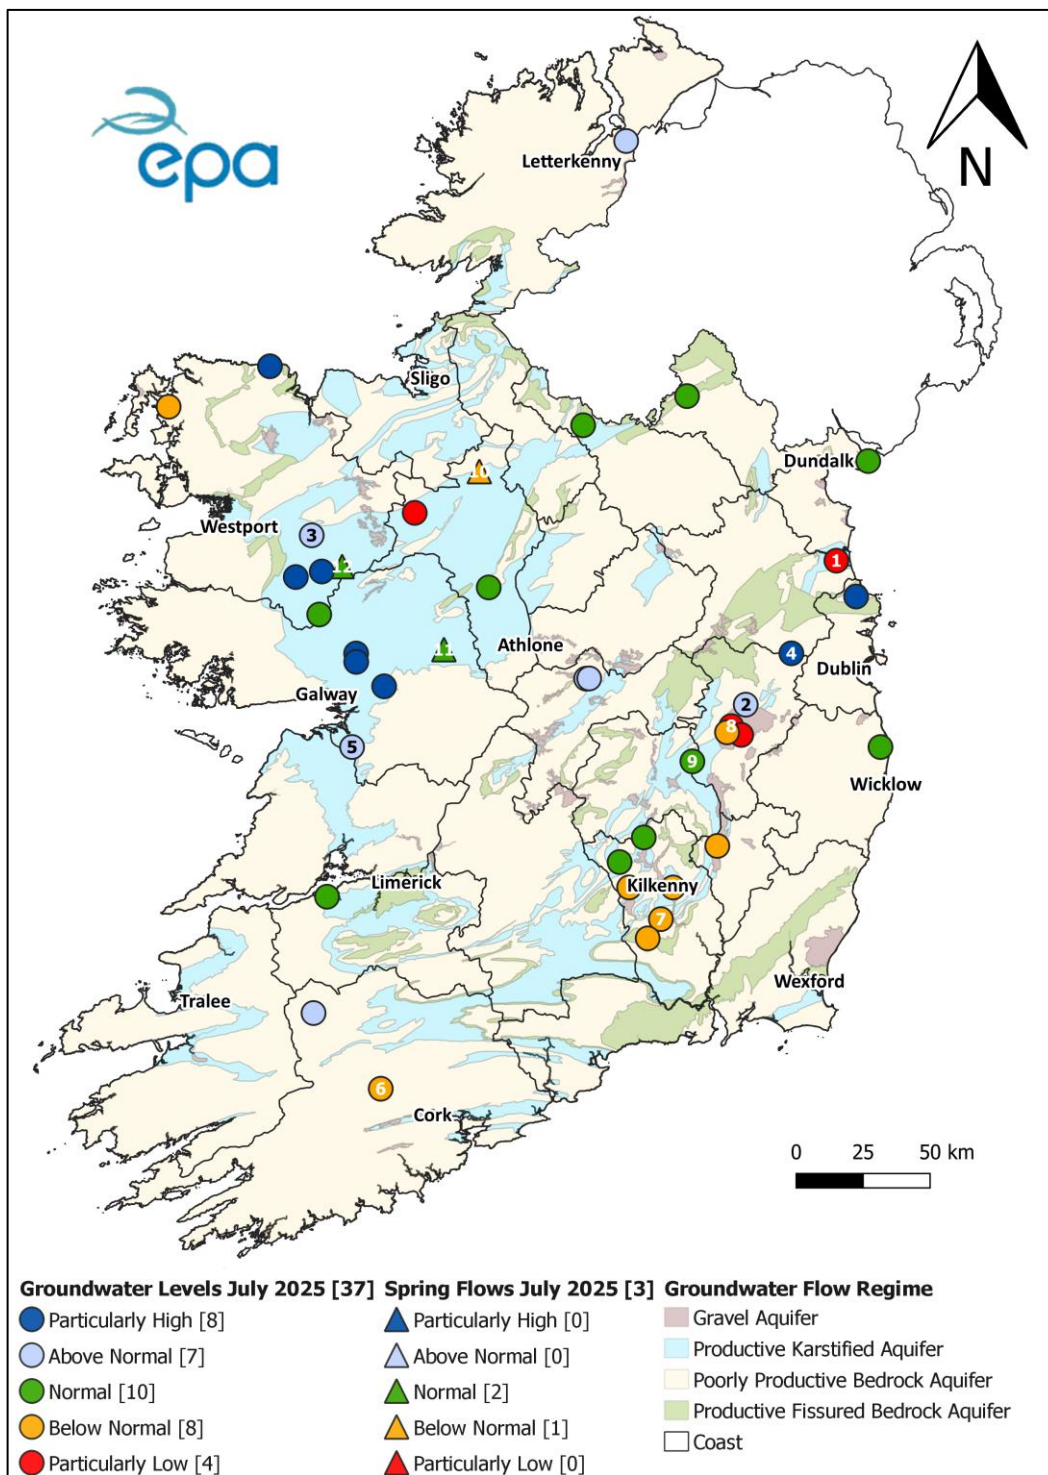 epa
N
Letterkenny
Sligo
Dundalk
10
Westport
3
12
1
Athlone
11
4
Dublin
Galway
2
8
5
9
Wicklow
Limerick
Kilkenny
7
Wexford
Tralee
6
Cork
0 25 50 km
Groundwater Levels July 2025 [37]
Particularly High [8]
Above Normal [7]
Normal [10]
Below Normal [8]
Particularly Low [4]
Spring Flows July 2025 [3]
Particularly High [0]
Above Normal [0]
Normal [2]
Below Normal [1]
Particularly Low [0]
Groundwater Flow Regime
Gravel Aquifer
Productive Karstified Aquifer
Poorly Productive Bedrock Aquifer
Productive Fissured Bedrock Aquifer
Coast